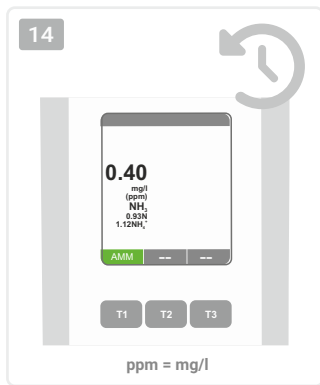 14
0.40
mg/l
(ppm)
NH₃
0.93N
1.12NH₄⁺
AMM -- --
T1 T2 T3
ppm = mg/l